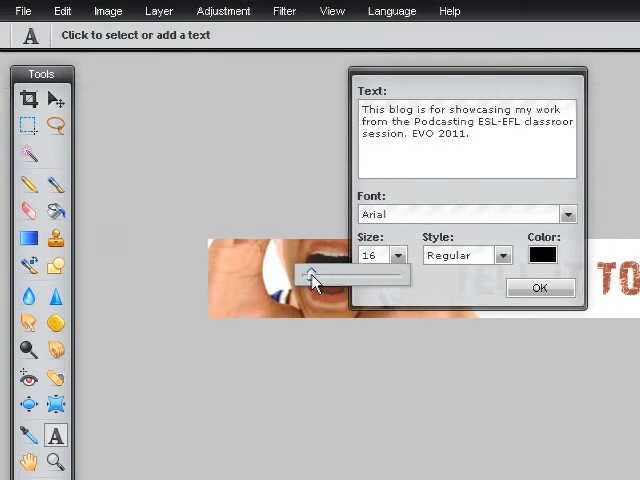 File Image Layer Adjustment Filter View Language Help
A Click to select or add a text
Tools
Text:
This blog is for showcasing my work
from the Podcasting ESL-EFL classroor
session. EVO 2011.
Font:
Arial
Size: Style: Color:
16 Regular
OK
TO
A